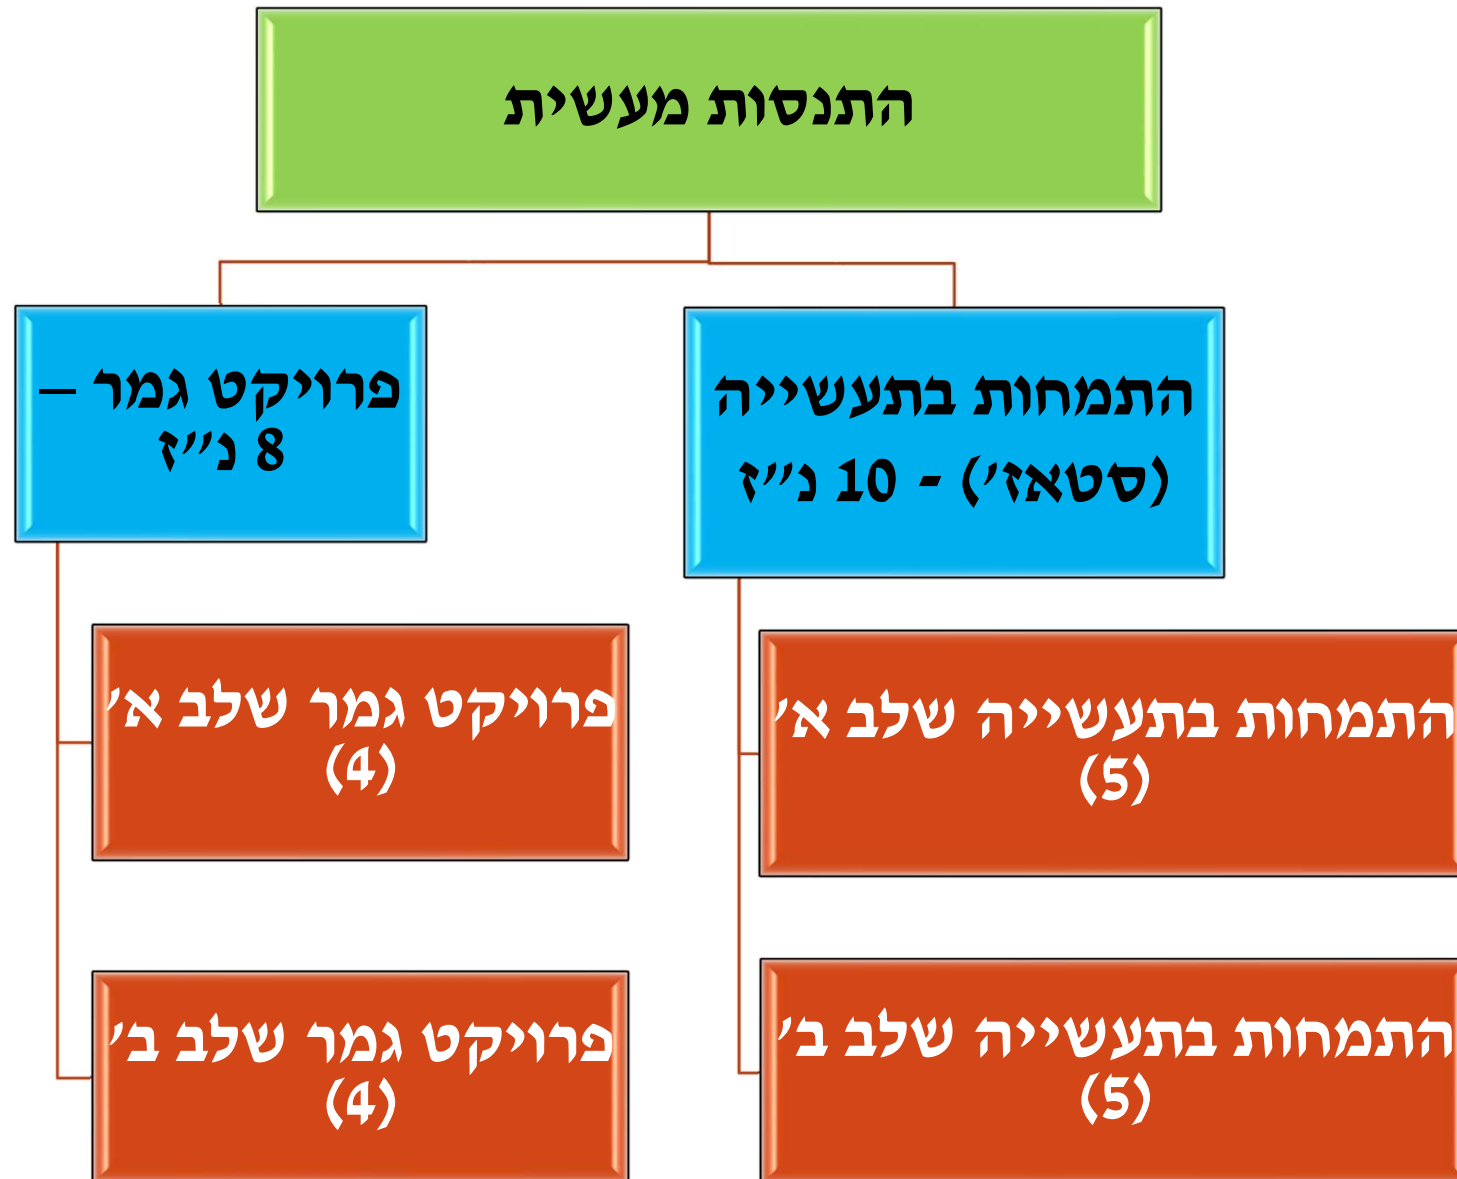 התנסות מעשית
התמחות בתעשייה
(סטאז') - 10 נ"ז
פרויקט גמר –
8 נ"ז
התמחות בתעשייה שלב א'
(5)
התמחות בתעשייה שלב ב'
(5)
פרויקט גמר שלב א'
(4)
פרויקט גמר שלב ב'
(4)